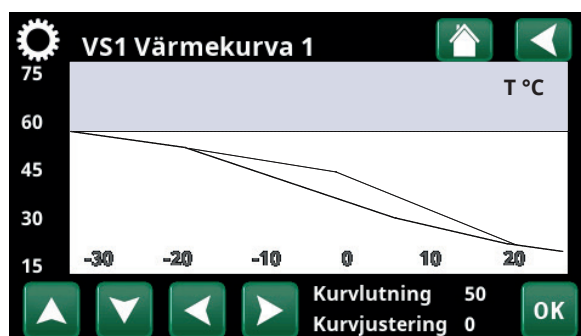 VS1 Värmekurva 1
75
T °C
60
45
30
-30 -20 -10 0 10 20
15
Kurvlutning 50
Kurvjustering 0
OK